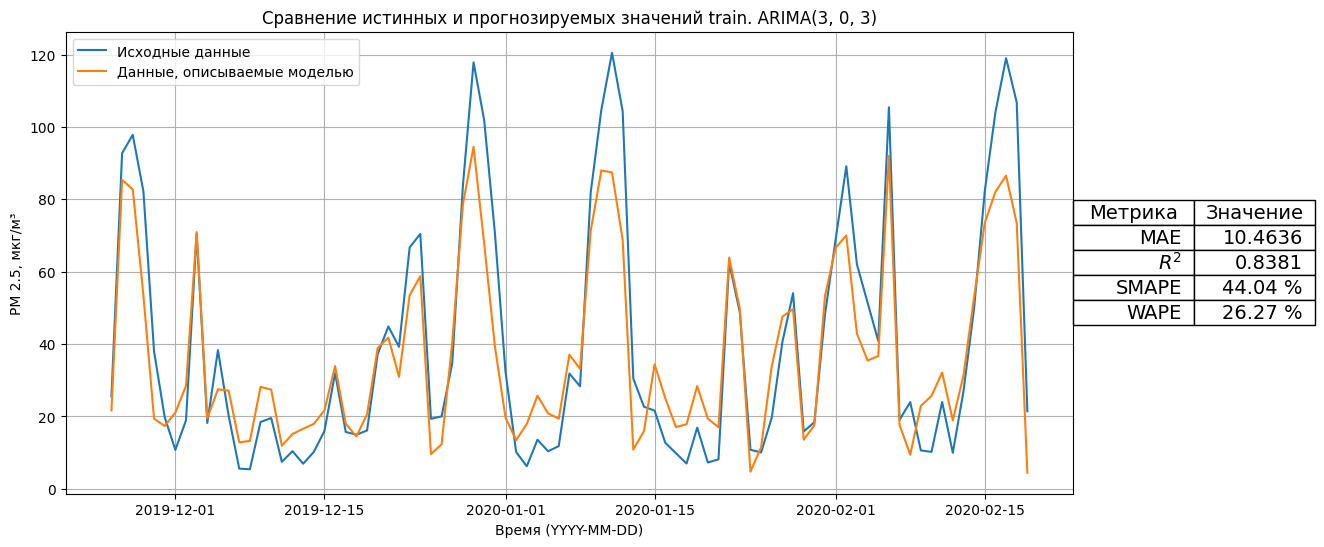 Сравнение истинных и прогнозируемых значений train. ARIMA(3, 0, 3)
Исходные данные
Данные, описываемые моделью
PM 2.5, мкг/м³
120
100
80
60
40
20
0
2019-12-01 2019-12-15 2020-01-01 2020-01-15 2020-02-01 2020-02-15
Время (YYYY-MM-DD)
Метрика Значение
MAE 10.4636
R² 0.8381
SMAPE 44.04 %
WAPE 26.27 %